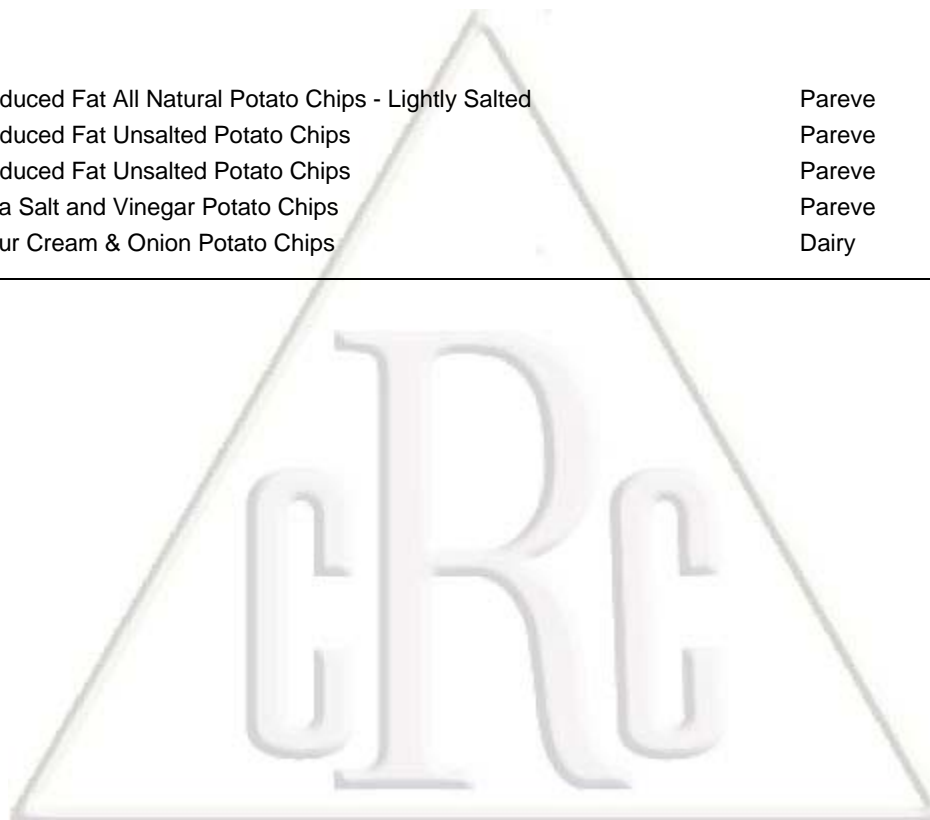 duced Fat All Natural Potato Chips - Lightly Salted Pareve
duced Fat Unsalted Potato Chips Pareve
duced Fat Unsalted Potato Chips Pareve
a Salt and Vinegar Potato Chips Pareve
ur Cream & Onion Potato Chips Dairy
cRc